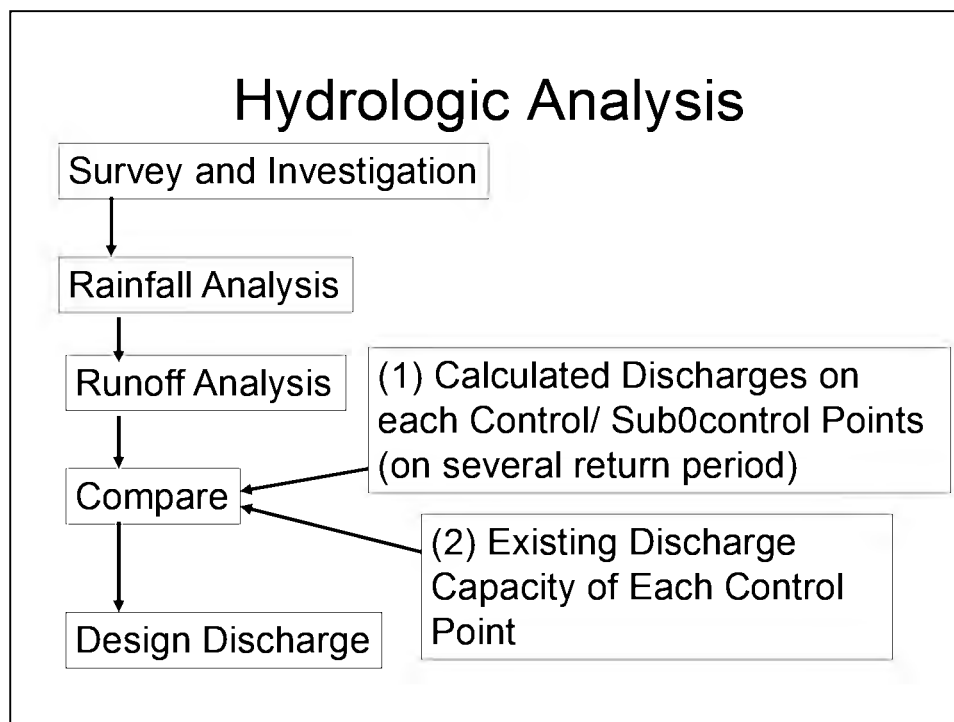 Hydrologic Analysis
Survey and Investigation
Rainfall Analysis
Runoff Analysis
(1) Calculated Discharges on
each Control/ Sub0control Points
(on several return period)
Compare
(2) Existing Discharge
Capacity of Each Control
Point
Design Discharge